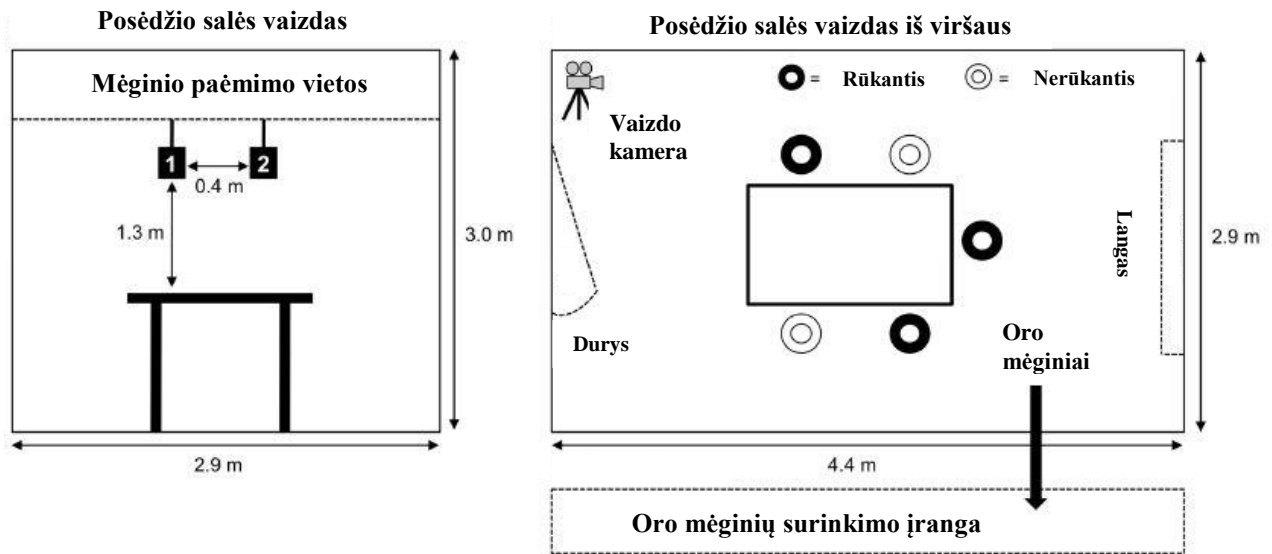 Posėdžio salės vaizdas
Mėginio paėmimo vietos
1
2
0.4 m
1.3 m
3.0 m
2.9 m
Posėdžio salės vaizdas iš viršaus
= Rūkantis
= Nerūkantis
Vaizdo
kamera
Langas
2.9 m
Durys
Oro
mėginiai
4.4 m
Oro mėginių surinkimo įranga